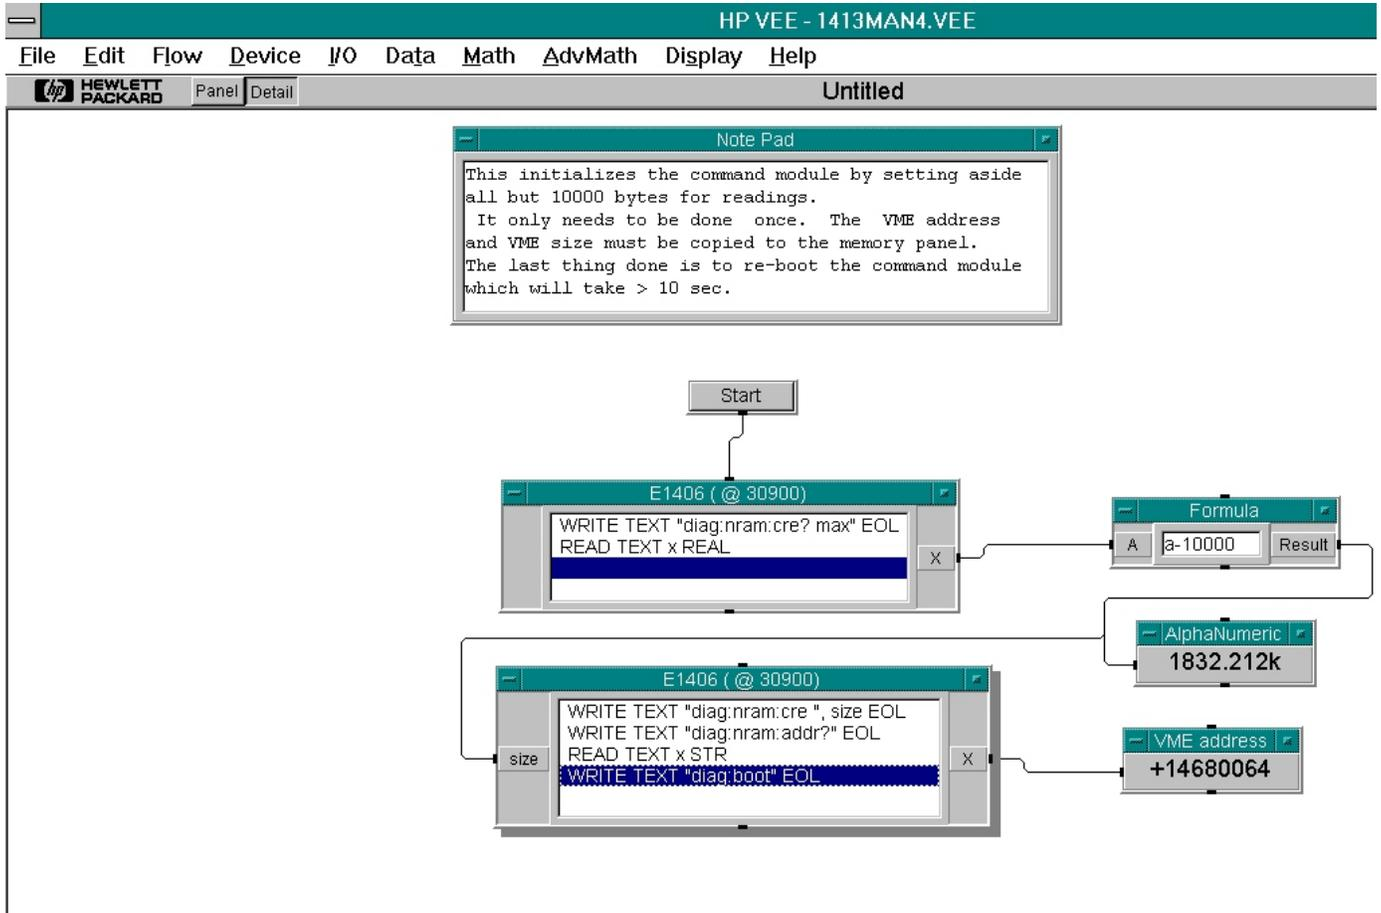 HP VEE - 1413MAN4.VEE
File Edit Flow Device I/O Data Math AdvMath Display Help
hp HEWLETT PACKARD Panel Detail Untitled
Note Pad
This initializes the command module by setting aside
all but 10000 bytes for readings.
It only needs to be done once. The VME address
and VME size must be copied to the memory panel.
The last thing done is to re-boot the command module
which will take > 10 sec.
Start
E1406 ( @ 30900)
WRITE TEXT "diag:nram:cre? max" EOL
READ TEXT x REAL
X
Formula
A a-10000 Result
AlphaNumeric
1832.212k
E1406 ( @ 30900)
WRITE TEXT "diag:nram:cre ", size EOL
WRITE TEXT "diag:nram:addr?" EOL
READ TEXT x STR
WRITE TEXT "diag:boot" EOL
size
X
VME address
+14680064